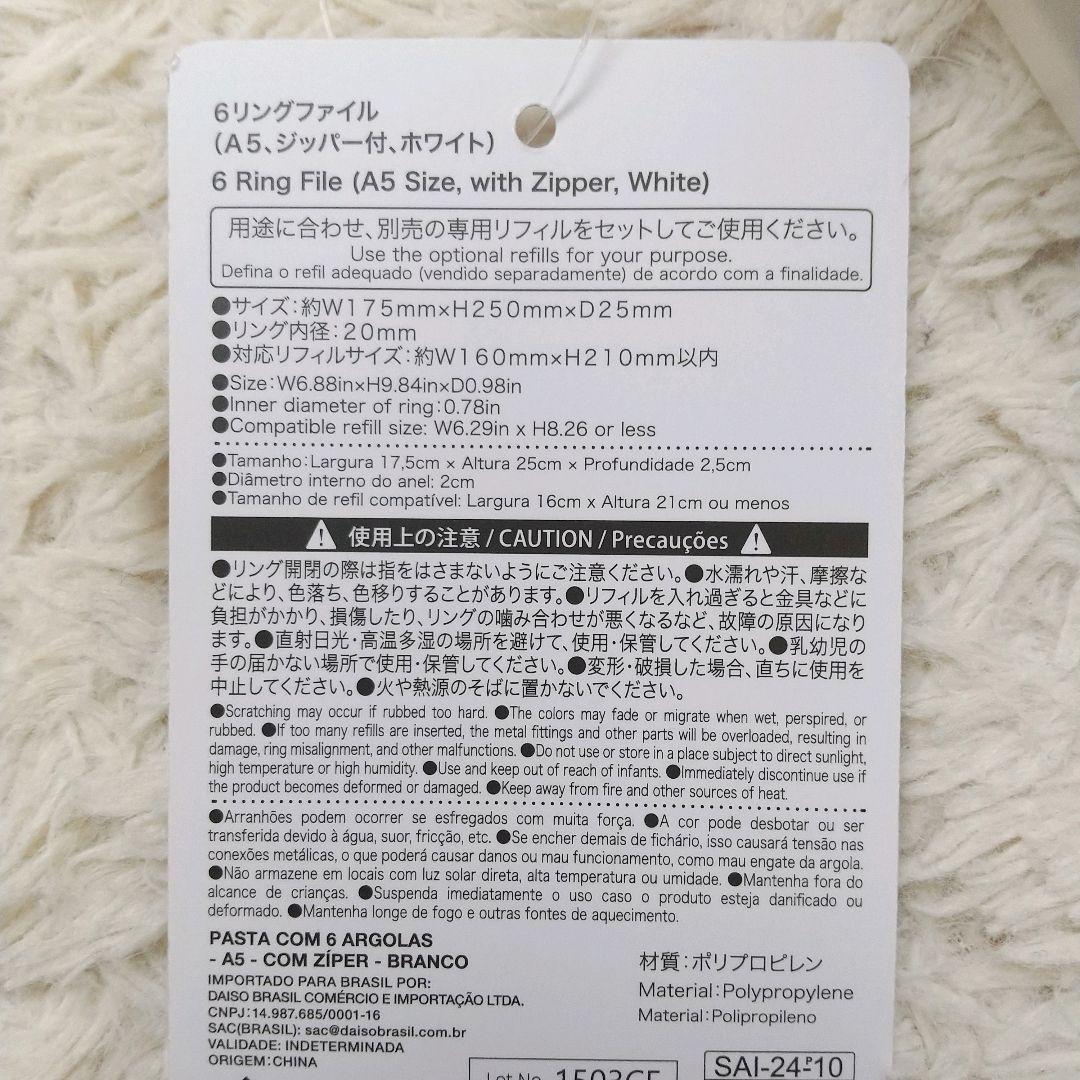 6リングファイル
(A5、ジッパー付、ホワイト)
6 Ring File (A5 Size, with Zipper, White)
用途に合わせ、別売の専用リフィルをセットしてご使用ください。
Use the optional refills for your purpose.
Defina o refil adequado (vendido separadamente) de acordo com a finalidade.
●サイズ:約W175mm×H250mm×D25mm
●リング内径:20mm
●対応リフィルサイズ:約W160mm×H210mm以内
●Size:W6.88in×H9.84in×D0.98in
●Inner diameter of ring:0.78in
●Compatible refill size: W6.29in x H8.26 or less
●Tamanho:Largura 17,5cm × Altura 25cm × Profundidade 2,5cm
●Diâmetro interno do anel: 2cm
●Tamanho de refil compatível: Largura 16cm x Altura 21cm ou menos
使用上の注意 / CAUTION / Precauções
●リング開閉の際は指をはさまないようにご注意ください。●水濡れや汗、摩擦な
どにより、色落ち、色移りすることがあります。●リフィルを入れ過ぎると金具などに
負担がかかり、損傷したり、リングの噛み合わせが悪くなるなど、故障の原因になり
ます。●直射日光・高温多湿の場所を避けて、使用・保管してください。●乳幼児の
手の届かない場所で使用・保管してください。●変形・破損した場合、直ちに使用を
中止してください。●火や熱源のそばに置かないでください。
●Scratching may occur if rubbed too hard. ●The colors may fade or migrate when wet, perspired, or
rubbed. ●If too many refills are inserted, the metal fittings and other parts will be overloaded, resulting in
damage, ring misalignment, and other malfunctions. ●Do not use or store in a place subject to direct sunlight,
high temperature or high humidity. ●Use and keep out of reach of infants. ●Immediately discontinue use if
the product becomes deformed or damaged. ●Keep away from fire and other sources of heat.
●Arranhões podem ocorrer se esfregados com muita força. ●A cor pode desbotar ou ser
transferida devido à água, suor, fricção, etc. ●Se encher demais de fichário, isso causará tensão nas
conexões metálicas, o que poderá causar danos ou mau funcionamento, como mau engate da argola.
●Não armazene em locais com luz solar direta, alta temperatura ou umidade. ●Mantenha fora do
alcance de crianças. ●Suspenda imediatamente o uso caso o produto esteja danificado ou
deformado. ●Mantenha longe de fogo e outras fontes de aquecimento.
PASTA COM 6 ARGOLAS
- A5 - COM ZÍPER - BRANCO
IMPORTADO PARA BRASIL POR:
DAISO BRASIL COMÉRCIO E IMPORTAÇÃO LTDA.
CNPJ:14.987.685/0001-16
SAC(BRASIL): sac@daisobrasil.com.br
VALIDADE: INDETERMINADA
ORIGEM:CHINA
材質:ポリプロピレン
Material:Polypropylene
Material:Polipropileno
Lot No.
SAI-24-P10